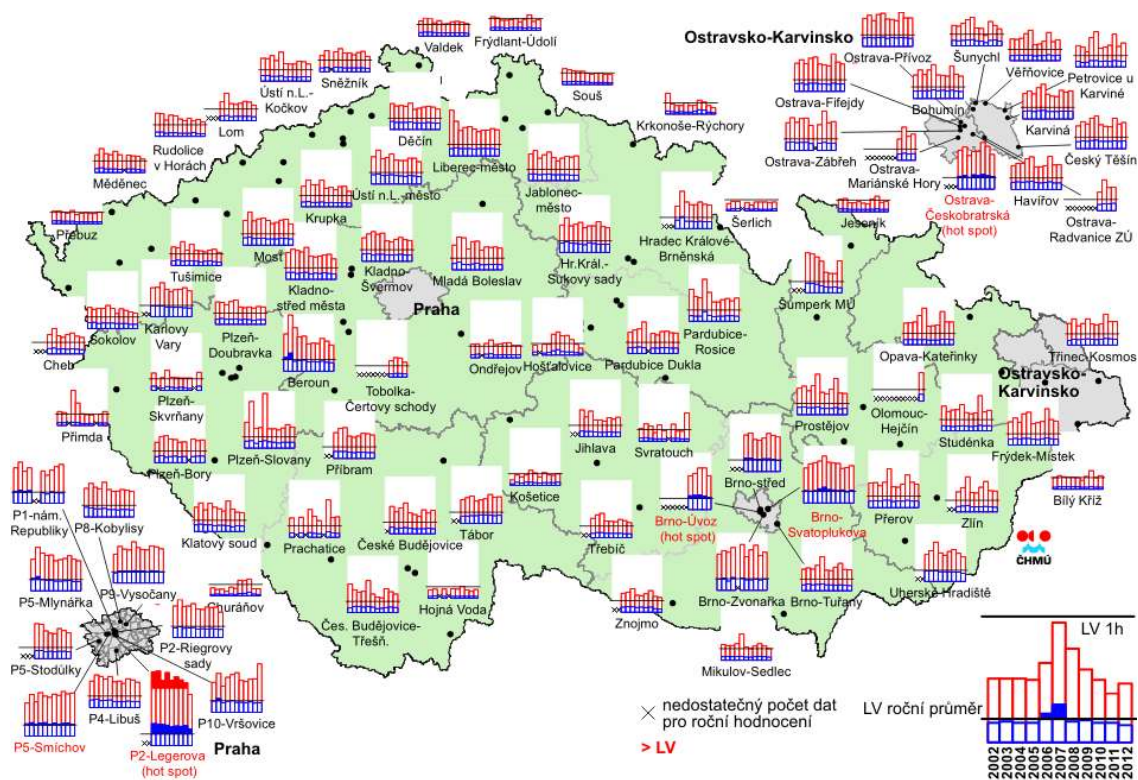 Valdek
Frýdlant-Údolí
Ostravsko-Karvinsko
Ostrava-Přívoz
Šunychl
Věřňovice
Petrovice u
Karviné
Ústí n.L.-
Kočkov
Sněžník
Souš
Krkonoše-Rýchory
Ostrava-Fifejdy
Bohumín
Karviná
Lom
Rudolice
v Horách
Děčín
Liberec-město
Jablonec-
město
Ostrava-Zábřeh
Ostrava-
Mariánské Hory
Český Těšín
Měděnec
Ústí n.L.-město
Krupka
Ostrava-
Českobratrská
(hot spot)
Havířov
Ostrava-
Radvanice ZÚ
Přebuz
Šerlich
Jeseník
Hradec Králové-
Brněnská
Tušimice
Most
Kladno-
střed města
Kladno-
Švermov
Mladá Boleslav
Hr.Král.-
Sukovy sady
Šumperk MÚ
Praha
Sokolov
Karlovy
Vary
Plzeň-
Doubravka
Cheb
Beroun
Tobolka-
Čertovy schody
Ondřejov
Hošťalovice
Pardubice Dukla
Pardubice-
Rosice
Opava-Kateřinky
Třinec-Kosmos
Ostravsko-
Karvinsko
Plzeň-
Skvrňany
Přimda
Plzeň-Bory
Plzeň-Slovany
Příbram
Jihlava
Svratouch
Prostějov
Olomouc-
Hejčín
Studénka
Frýdek-Místek
Bílý Kříž
Košetice
Brno-střed
P1-nám.
Republiky
P8-Kobylisy
Klatovy soud
Prachatice
České Budějovice
Tábor
Třebíč
Brno-Úvoz
(hot spot)
Brno-
Svatoplukova
Přerov
Zlín
ČHMÚ
P5-Mlynářka
P9-Vysočany
Churáňov
Čes. Budějovice-
Třešň.
Hojná Voda
Znojmo
Brno-Zvonařka
Brno-Tuřany
Uherské Hradiště
P5-Stodůlky
P2-Riegrovy
sady
Mikulov-Sedlec
P4-Libuš
P10-Vršovice
P5-Smíchov
P2-Legerova
(hot spot)
Praha
nedostatečný počet dat
pro roční hodnocení
> LV
LV 1h
LV roční průměr
2002
2003
2004
2005
2006
2007
2008
2009
2010
2011
2012